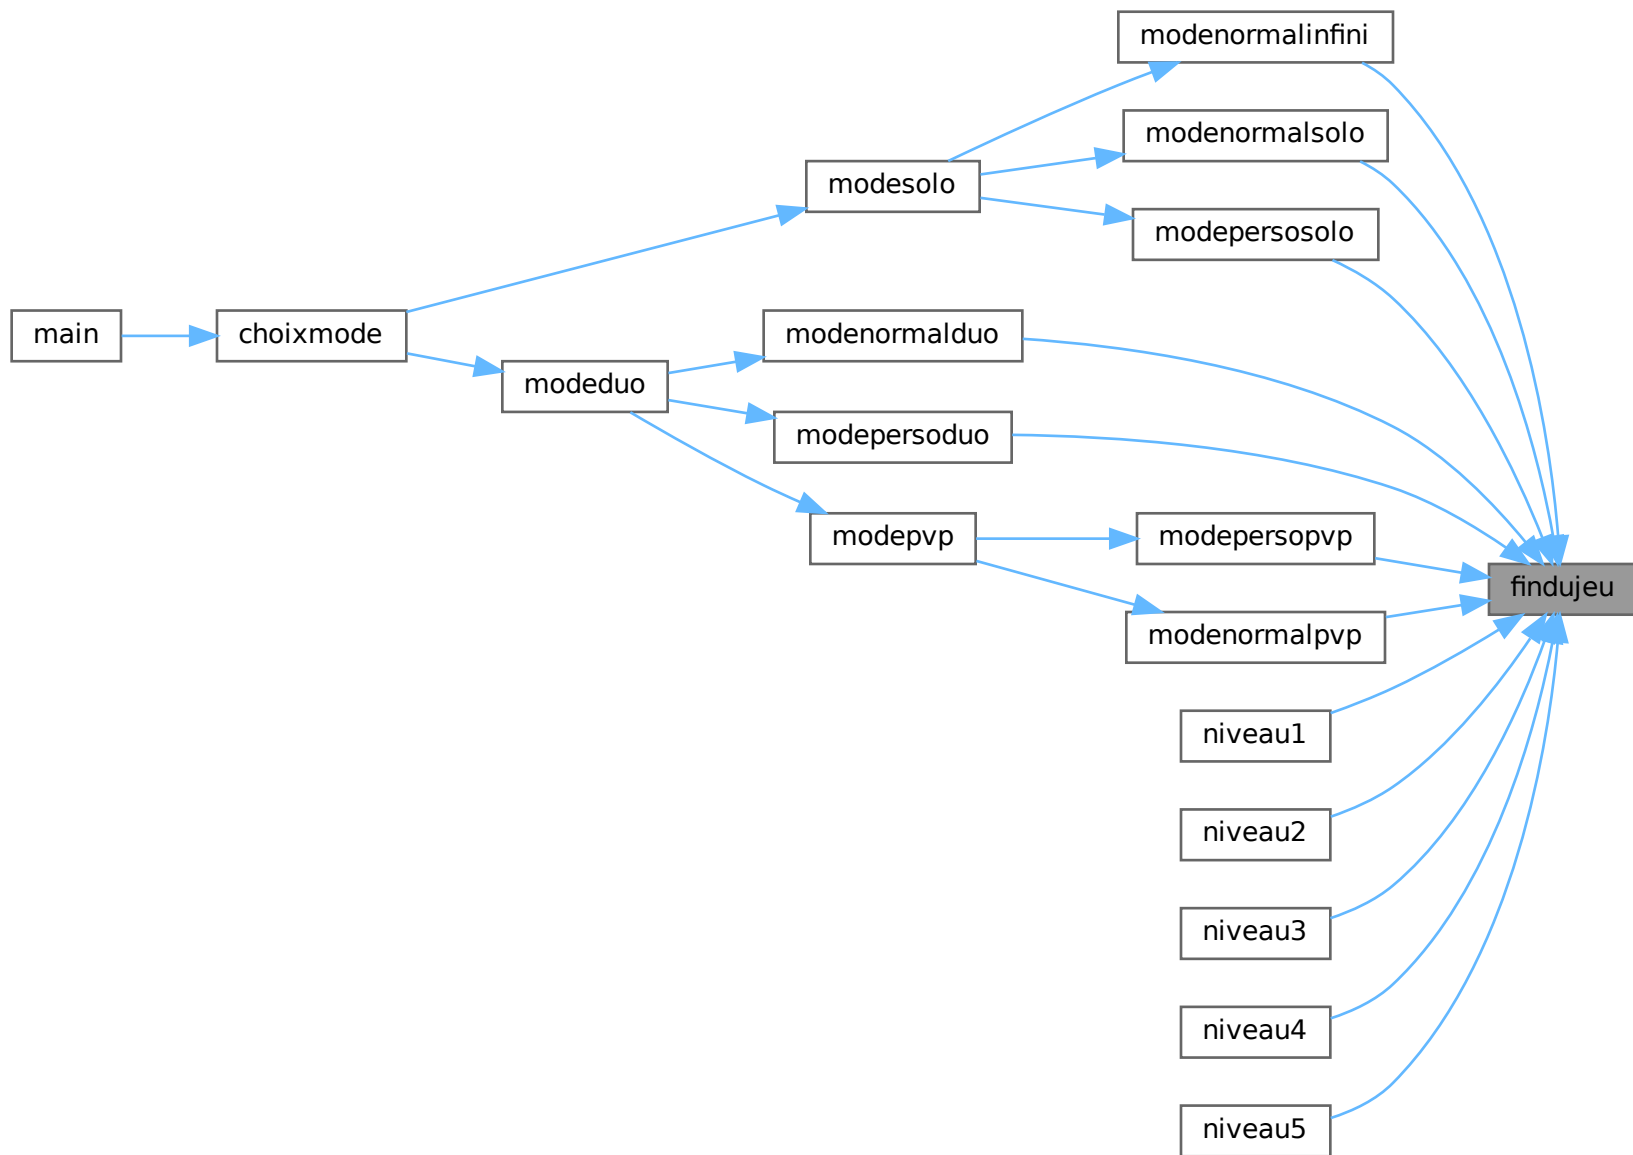 modenormalinfini
modenormalsolo
modesolo
modepersosolo
main
choixmode
modenormalduo
modeduo
modepersoduo
modepvp
modepersopvp
findujeu
modenormalpvp
niveau1
niveau2
niveau3
niveau4
niveau5